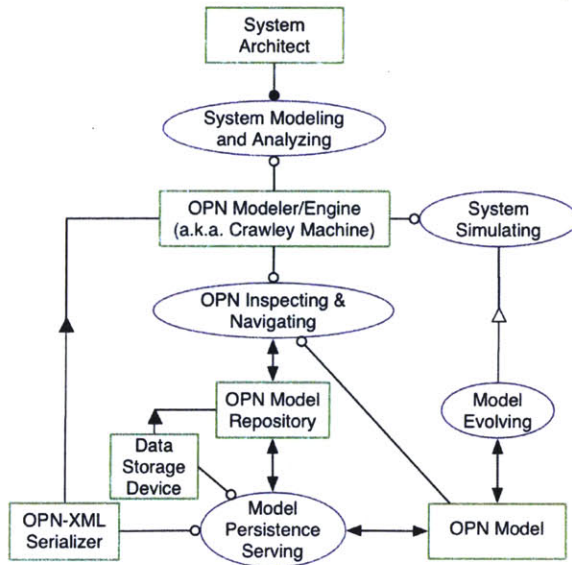 System
Architect
System Modeling
and Analyzing
OPN Modeler/Engine
(a.k.a. Crawley Machine)
System
Simulating
OPN Inspecting &
Navigating
OPN Model
Repository
Model
Evolving
Data
Storage
Device
OPN-XML
Serializer
Model
Persistence
Serving
OPN Model